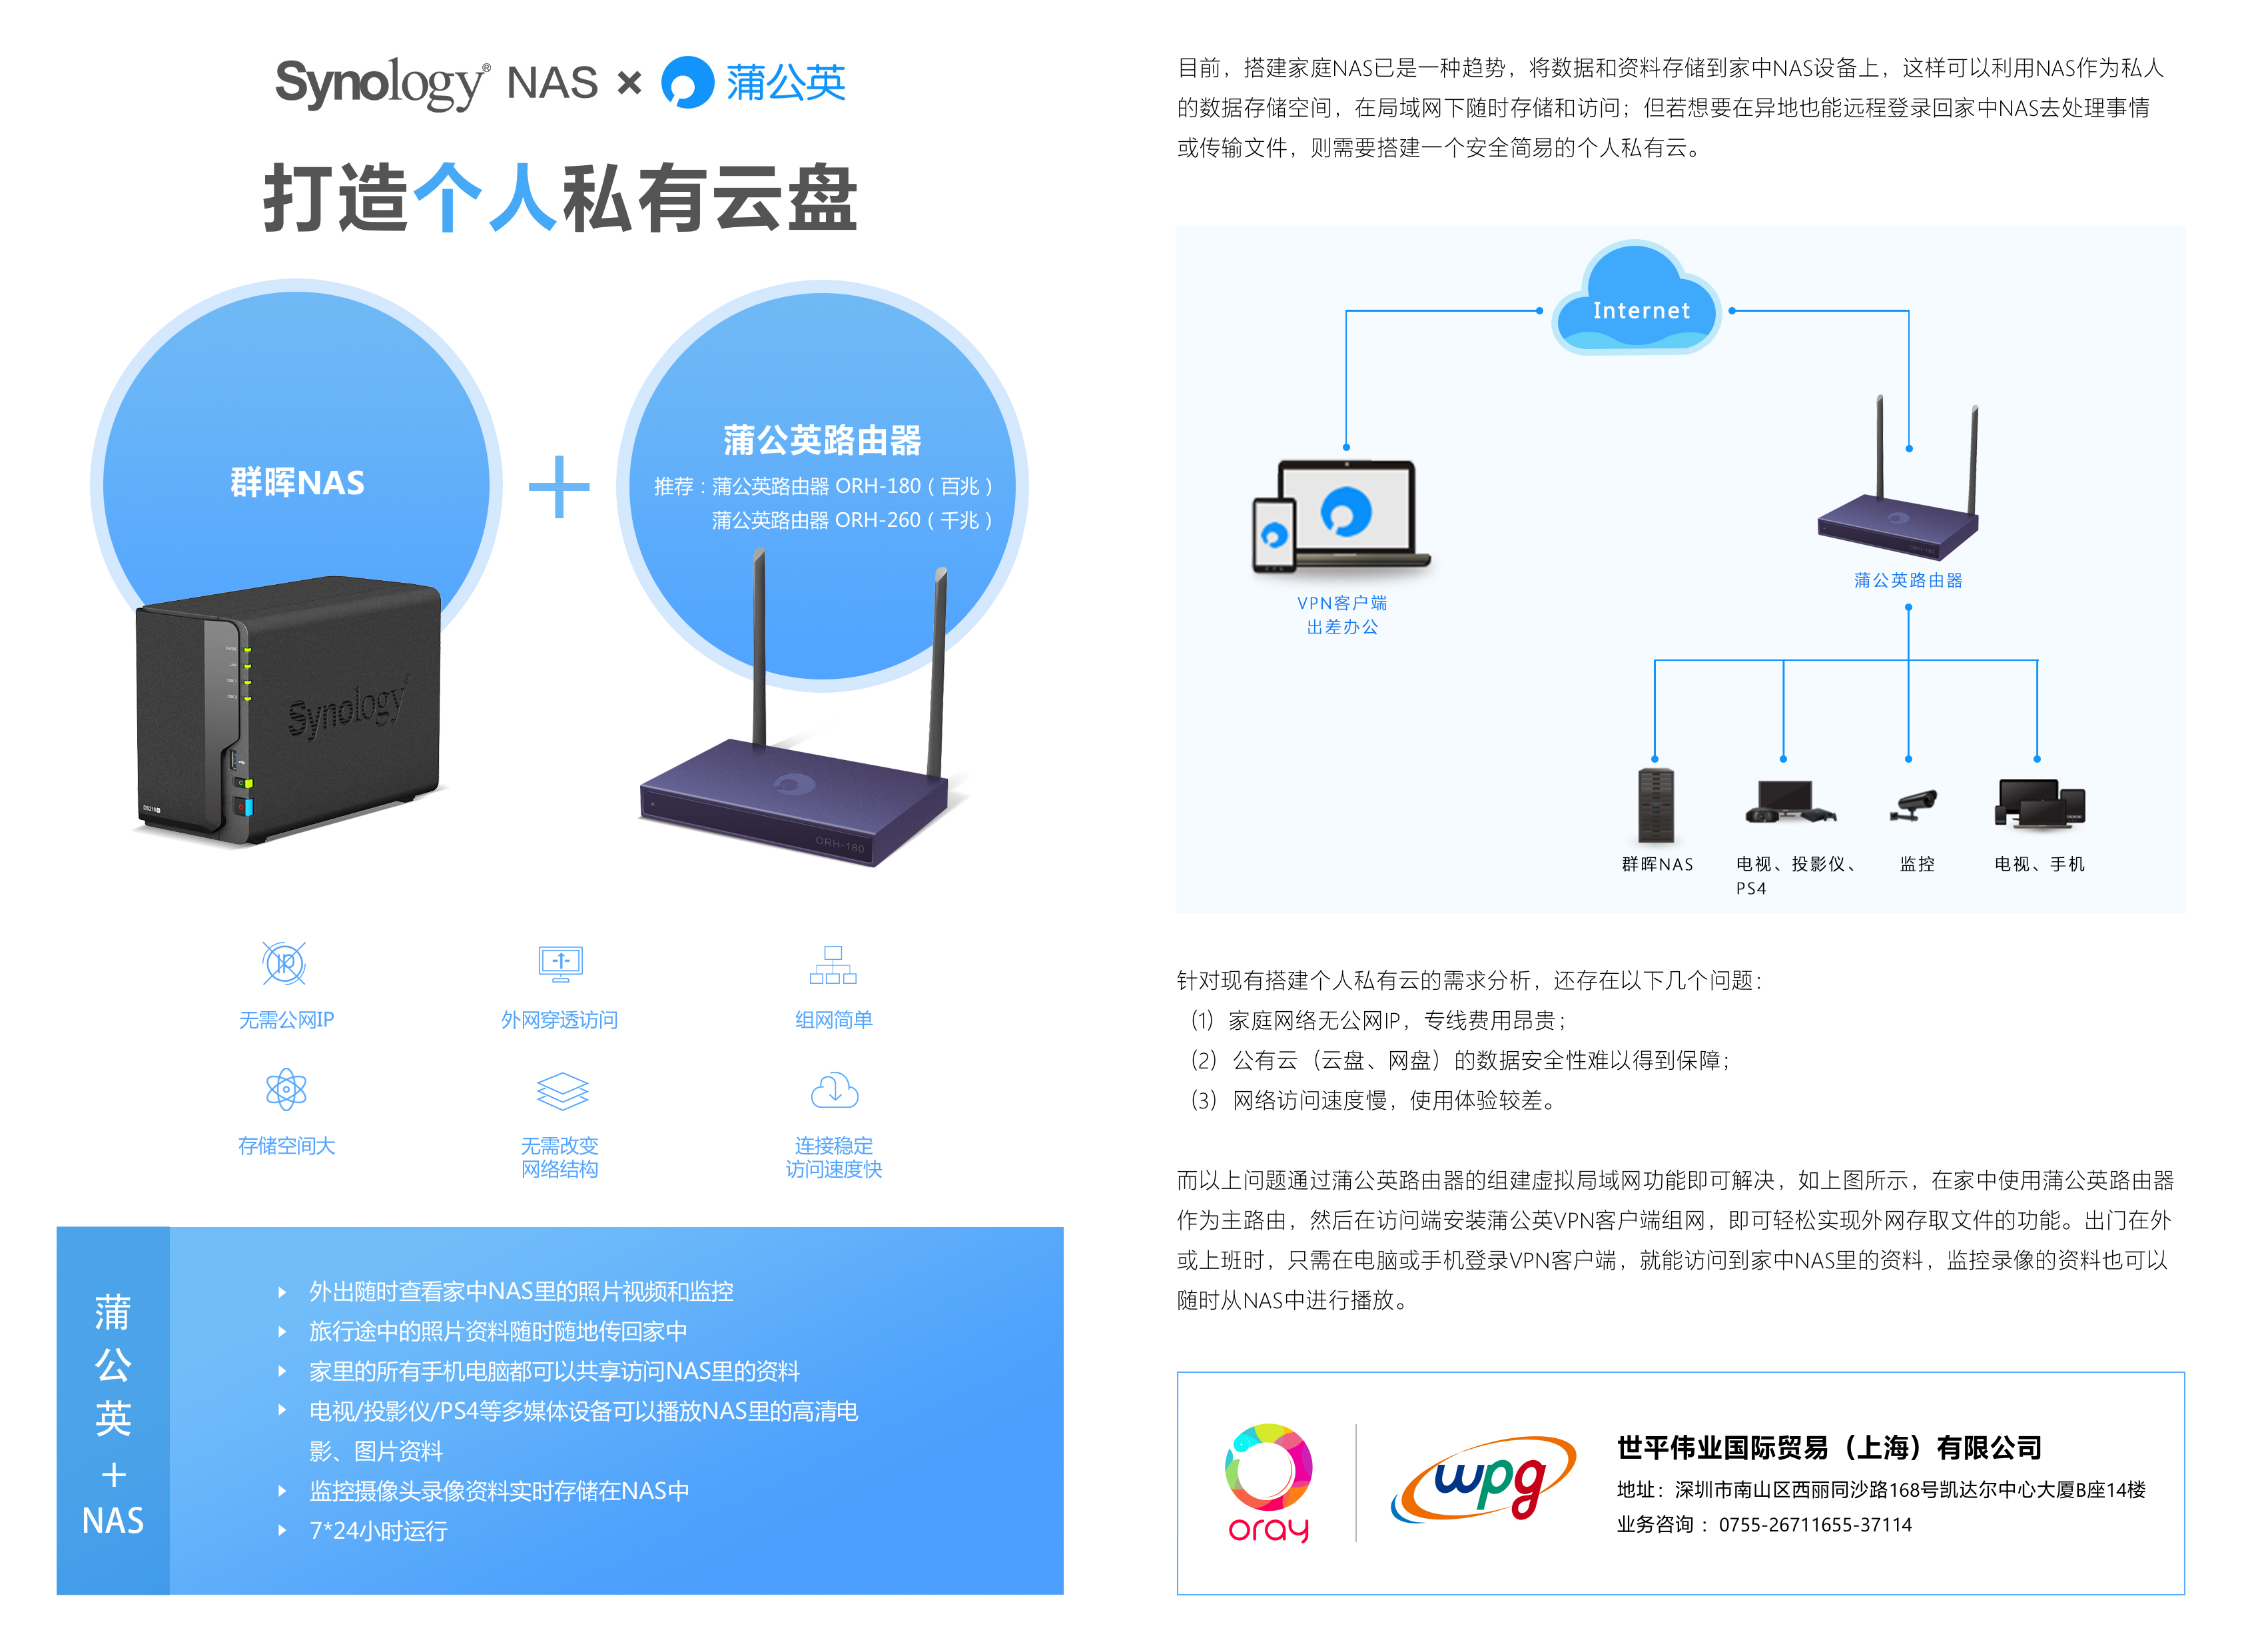 Synology® NAS × 蒲公英
打造个人私有云盘
群晖NAS
蒲公英路由器
推荐：蒲公英路由器 ORH-180（百兆）
蒲公英路由器 ORH-260（千兆）
Synology
DS218+
ORH-180
IP
无需公网IP
外网穿透访问
组网简单
存储空间大
无需改变
网络结构
连接稳定
访问速度快
蒲公英+NAS
外出随时查看家中NAS里的照片视频和监控
旅行途中的照片资料随时随地传回家中
家里的所有手机电脑都可以共享访问NAS里的资料
电视/投影仪/PS4等多媒体设备可以播放NAS里的高清电
影、图片资料
监控摄像头录像资料实时存储在NAS中
7*24小时运行
目前，搭建家庭NAS已是一种趋势，将数据和资料存储到家中NAS设备上，这样可以利用NAS作为私人
的数据存储空间，在局域网下随时存储和访问；但若想要在异地也能远程登录回家中NAS去处理事情
或传输文件，则需要搭建一个安全简易的个人私有云。
Internet
VPN客户端
出差办公
ORH-180
蒲公英路由器
群晖NAS
电视、投影仪、
PS4
监控
电视、手机
针对现有搭建个人私有云的需求分析，还存在以下几个问题：
（1）家庭网络无公网IP，专线费用昂贵；
（2）公有云（云盘、网盘）的数据安全性难以得到保障；
（3）网络访问速度慢，使用体验较差。
而以上问题通过蒲公英路由器的组建虚拟局域网功能即可解决，如上图所示，在家中使用蒲公英路由器
作为主路由，然后在访问端安装蒲公英VPN客户端组网，即可轻松实现外网存取文件的功能。出门在外
或上班时，只需在电脑或手机登录VPN客户端，就能访问到家中NAS里的资料，监控录像的资料也可以
随时从NAS中进行播放。
oray
wpg
世平伟业国际贸易（上海）有限公司
地址：深圳市南山区西丽同沙路168号凯达尔中心大厦B座14楼
业务咨询：0755-26711655-37114